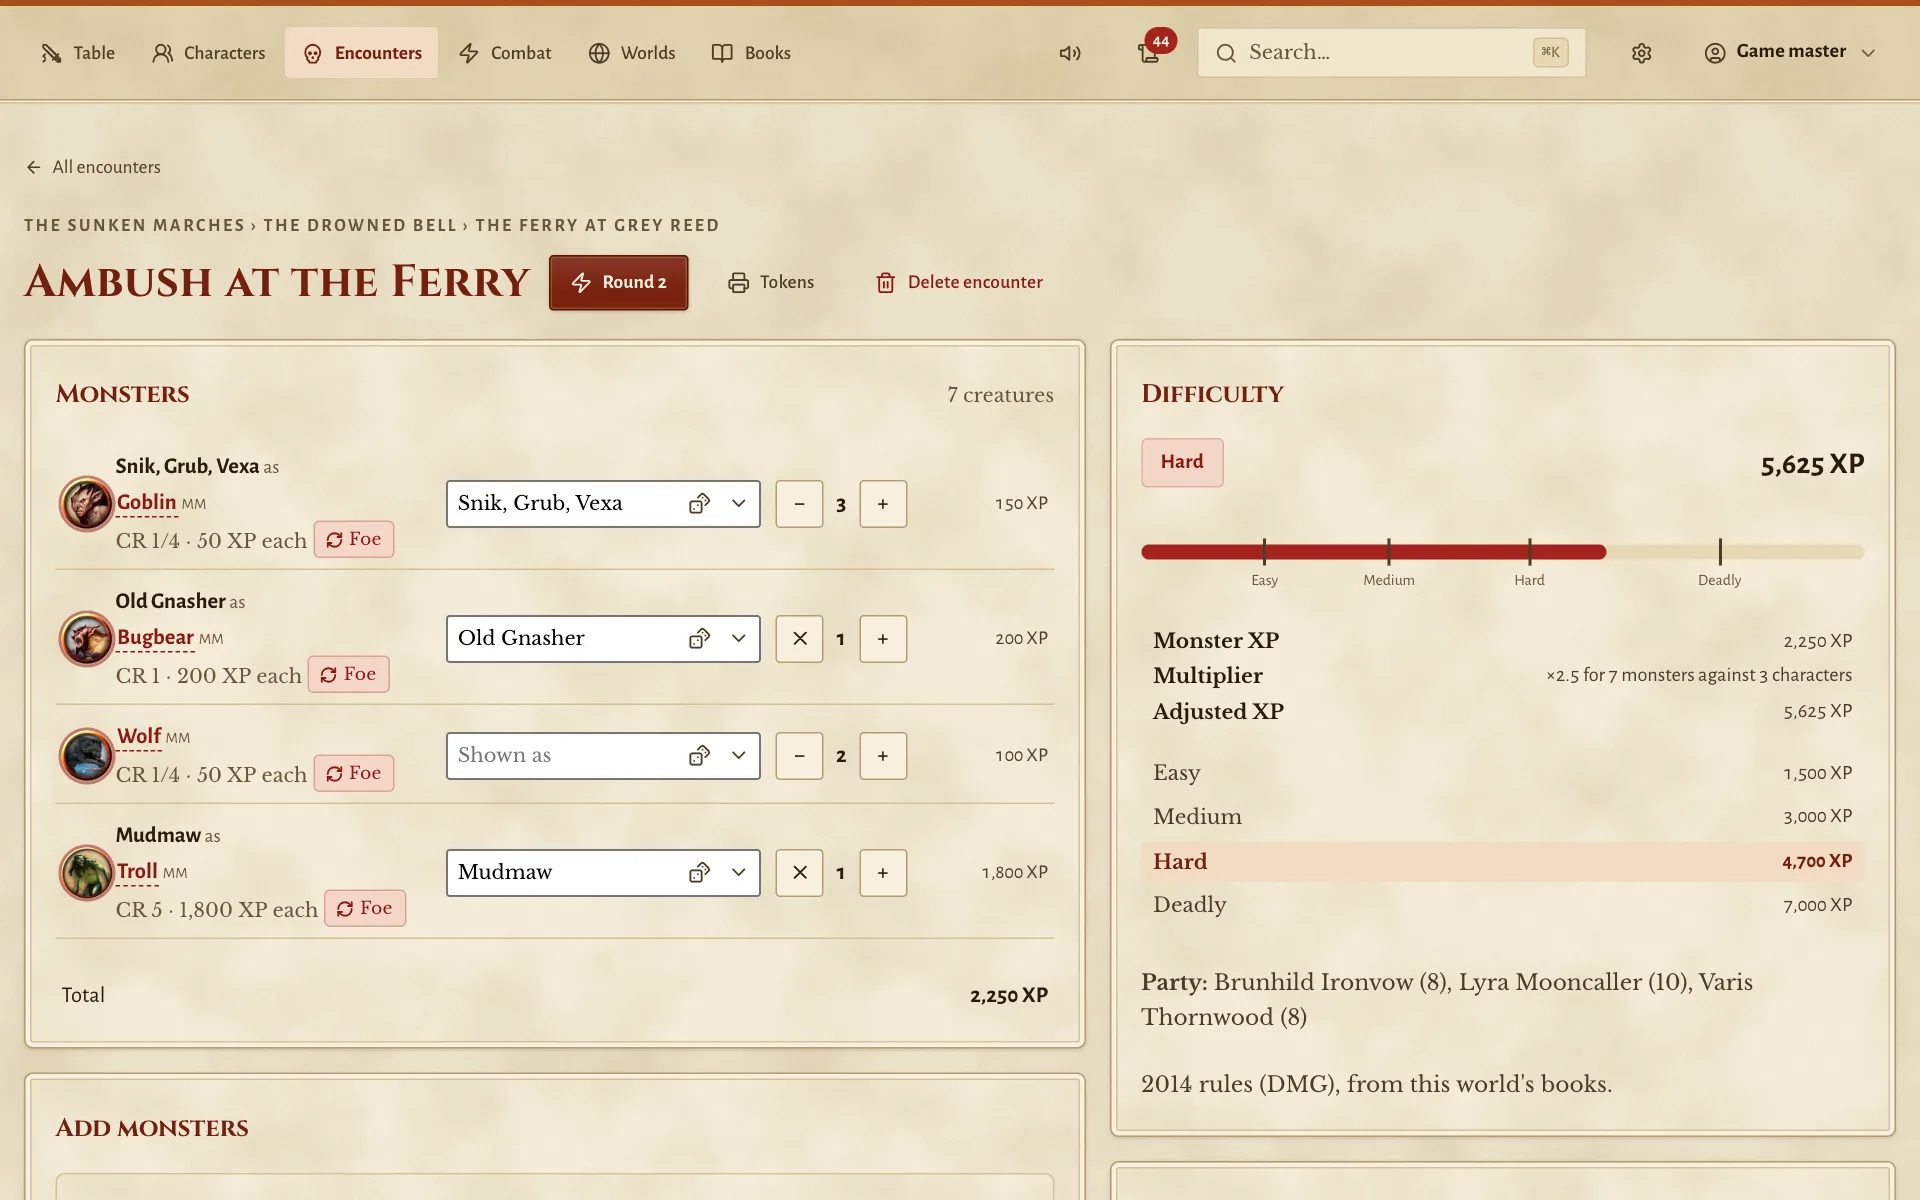 Table
Characters
Encounters
Combat
Worlds
Books
44
Search...
⌘K
Game master
All encounters
THE SUNKEN MARCHES › THE DROWNED BELL › THE FERRY AT GREY REED
Ambush at the Ferry
Round 2
Tokens
Delete encounter
Monsters
7 creatures
Snik, Grub, Vexa as
Goblin MM
CR 1/4 · 50 XP each
Foe
Snik, Grub, Vexa
− 3 +
150 XP
Old Gnasher as
Bugbear MM
CR 1 · 200 XP each
Foe
Old Gnasher
1 +
200 XP
Wolf MM
CR 1/4 · 50 XP each
Foe
Shown as
− 2 +
100 XP
Mudmaw as
Troll MM
CR 5 · 1,800 XP each
Foe
Mudmaw
1 +
1,800 XP
Total
2,250 XP
Add monsters
Difficulty
Hard
5,625 XP
Easy
Medium
Hard
Deadly
Monster XP
2,250 XP
Multiplier
×2.5 for 7 monsters against 3 characters
Adjusted XP
5,625 XP
Easy
1,500 XP
Medium
3,000 XP
Hard
4,700 XP
Deadly
7,000 XP
Party: Brunhild Ironvow (8), Lyra Mooncaller (10), Varis
Thornwood (8)
2014 rules (DMG), from this world's books.